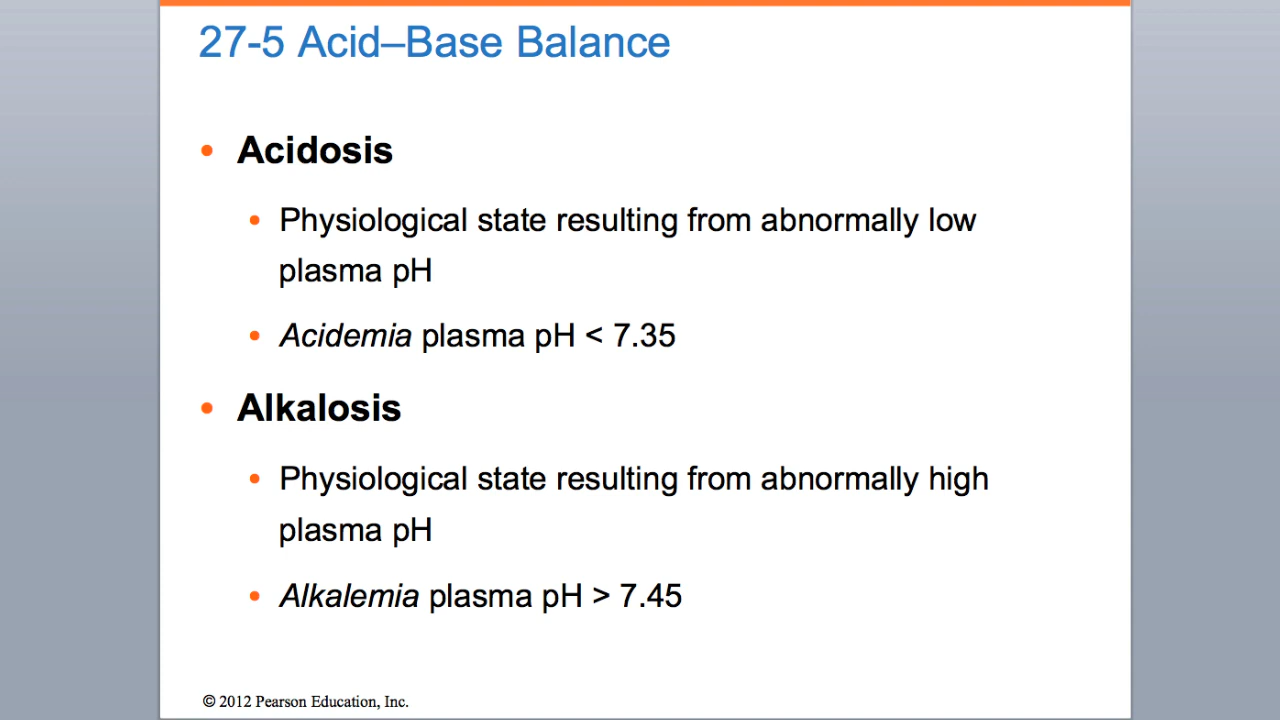 27-5 Acid–Base Balance
• Acidosis
• Physiological state resulting from abnormally low
plasma pH
• Acidemia plasma pH < 7.35
• Alkalosis
• Physiological state resulting from abnormally high
plasma pH
• Alkalemia plasma pH > 7.45
© 2012 Pearson Education, Inc.